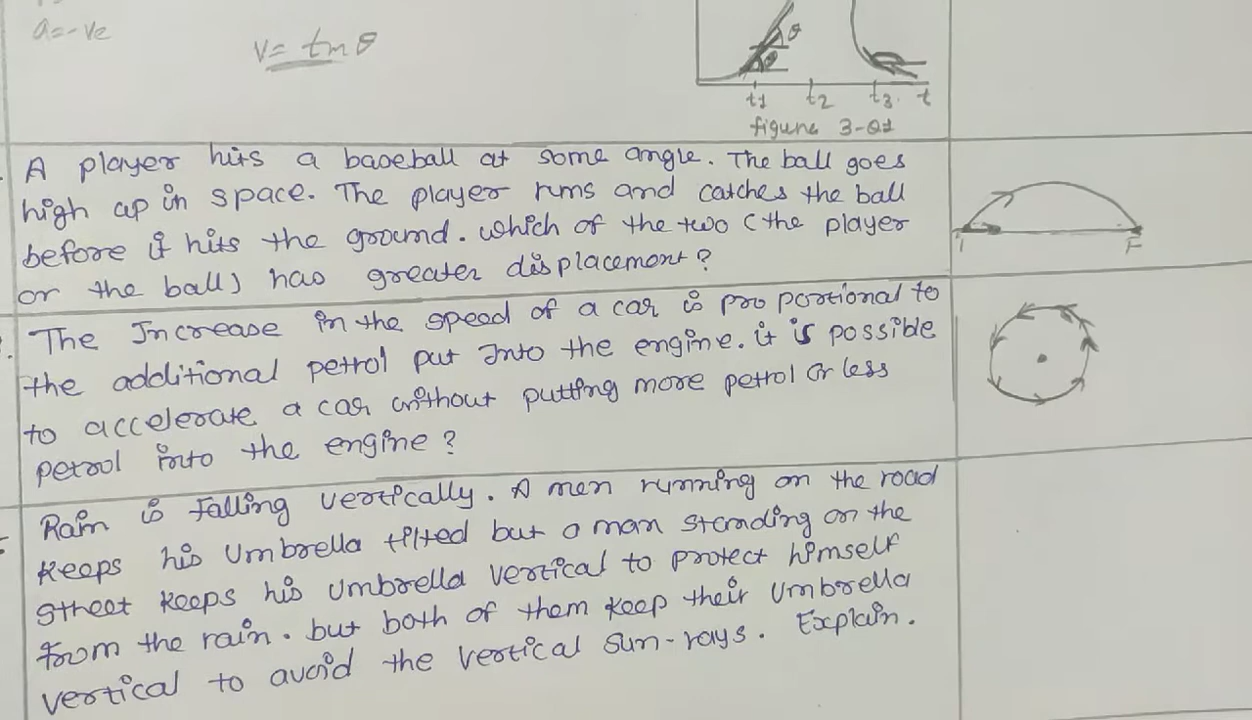 a=-ve
v= tanθ
θ
θ
t1 t2 t3 t
figure 3-Q1
A player hits a baseball at some angle. The ball goes
high up in space. The player runs and catches the ball
before it hits the ground. which of the two (the player
or the ball) has greater displacement?
I F
The Increase in the speed of a car is proportional to
the additional petrol put Into the engine. it is possible
to accelerate a car without putting more petrol or less
petrol into the engine?
Rain is falling vertically. A men running on the road
keeps his Umbrella tilted but a man standing on the
street keeps his umbrella vertical to protect himself
from the rain. but both of them keep their Umbrella
vertical to avoid the vertical sun-rays. Explain.